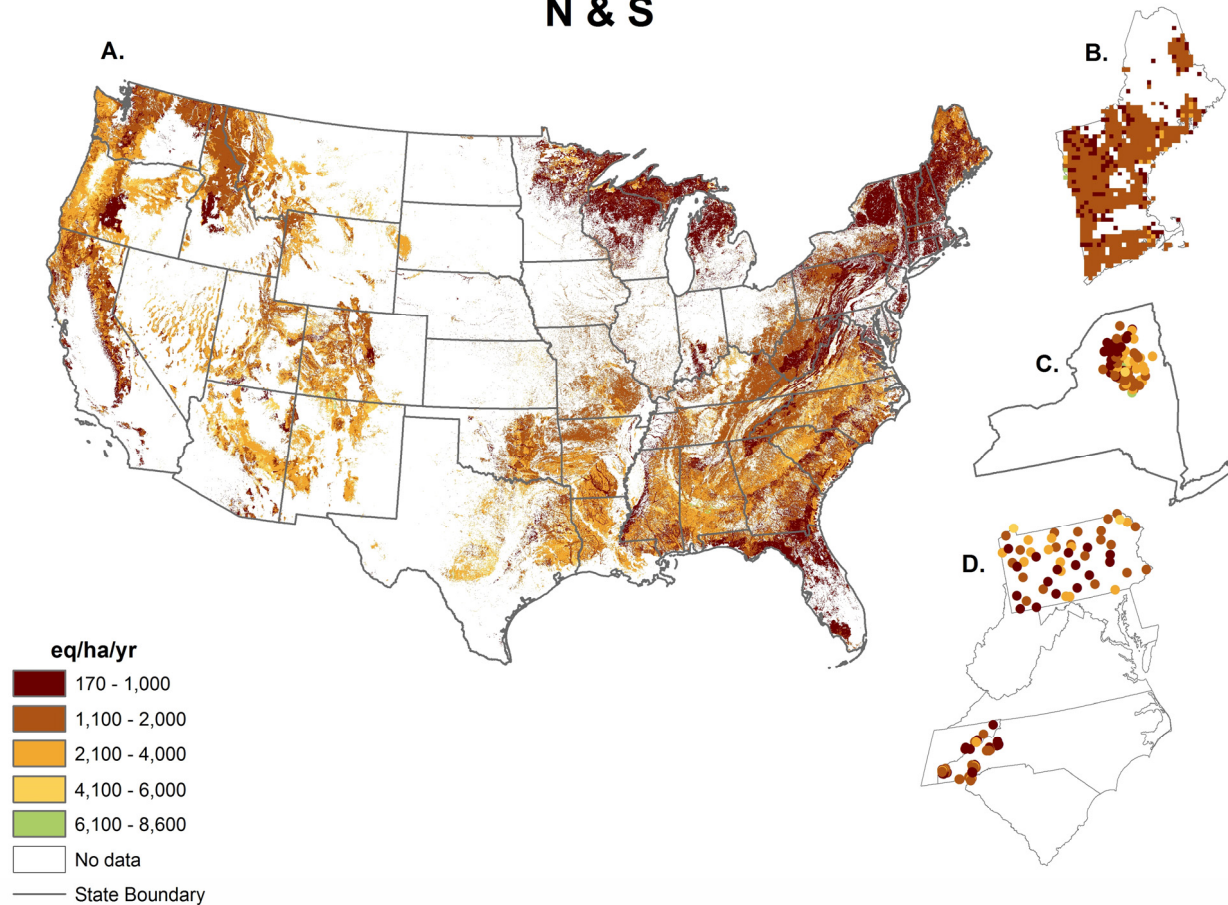 N & S
A.
B.
C.
D.
eq/ha/yr
170 - 1,000
1,100 - 2,000
2,100 - 4,000
4,100 - 6,000
6,100 - 8,600
No data
State Boundary